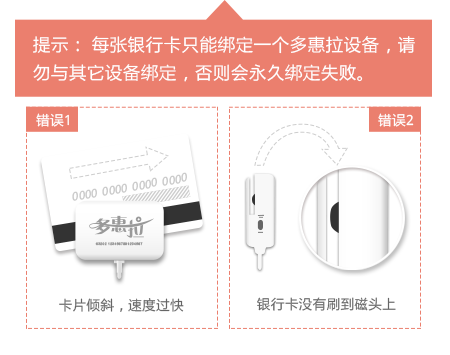 提示：每张银行卡只能绑定一个多惠拉设备，请
勿与其它设备绑定，否则会永久绑定失败。
错误1
错误2
0000 0000 0000 0000
多惠拉
卡片倾斜，速度过快
银行卡没有刷到磁头上